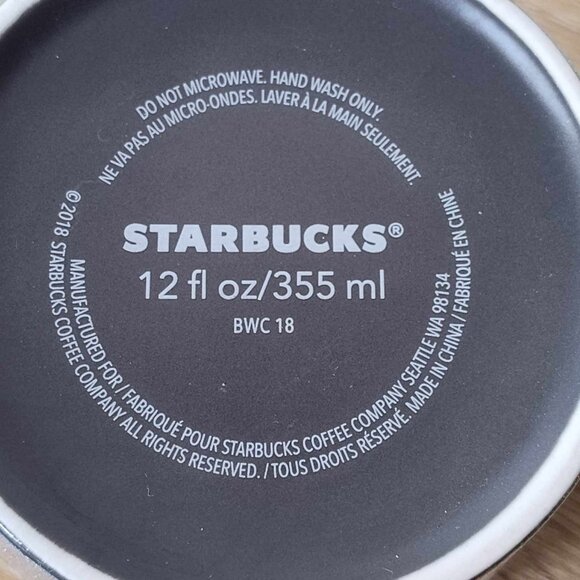 DO NOT MICROWAVE. HAND WASH ONLY.
NE VA PAS AU MICRO-ONDES. LAVER À LA MAIN SEULEMENT.
STARBUCKS®
12 fl oz/355 ml
BWC 18
MANUFACTURED FOR / FABRIQUÉ POUR STARBUCKS COFFEE COMPANY SEATTLE WA 98134
©2018 STARBUCKS COFFEE COMPANY ALL RIGHTS RESERVED. / TOUS DROITS RÉSERVÉ. MADE IN CHINA / FABRIQUÉ EN CHINE